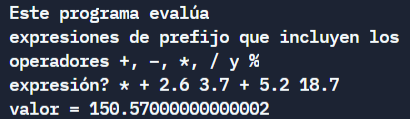 Este programa evalúa
expresiones de prefijo que incluyen los
operadores +, -, *, / y %
expresión? * + 2.6 3.7 + 5.2 18.7
valor = 150.57000000000002